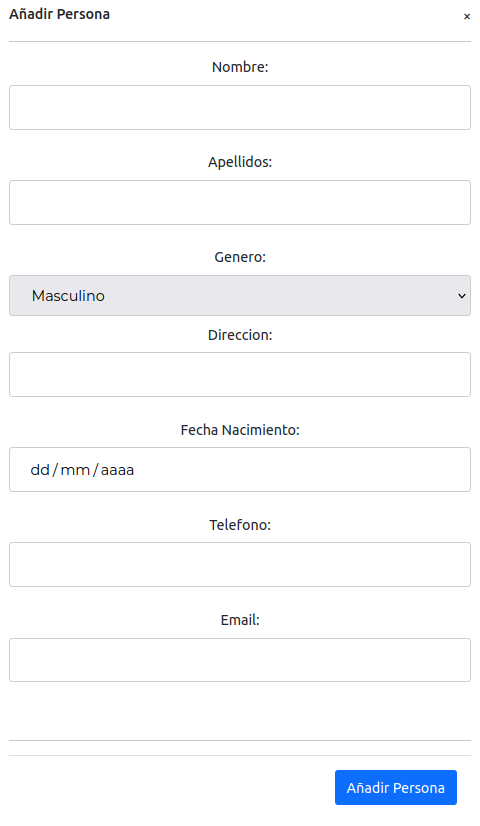 Añadir Persona ×
Nombre:
Apellidos:
Genero:
Masculino
Direccion:
Fecha Nacimiento:
dd/mm/aaaa
Telefono:
Email:
Añadir Persona